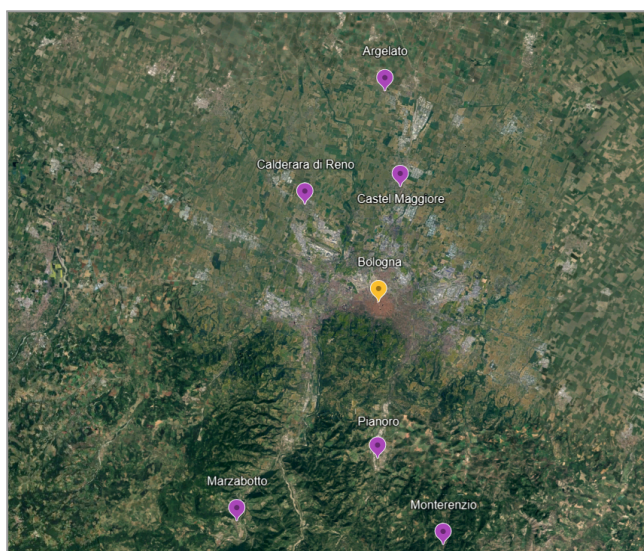 Argelato
Calderara di Reno
Castel Maggiore
Bologna
Pianoro
Marzabotto
Monterenzio